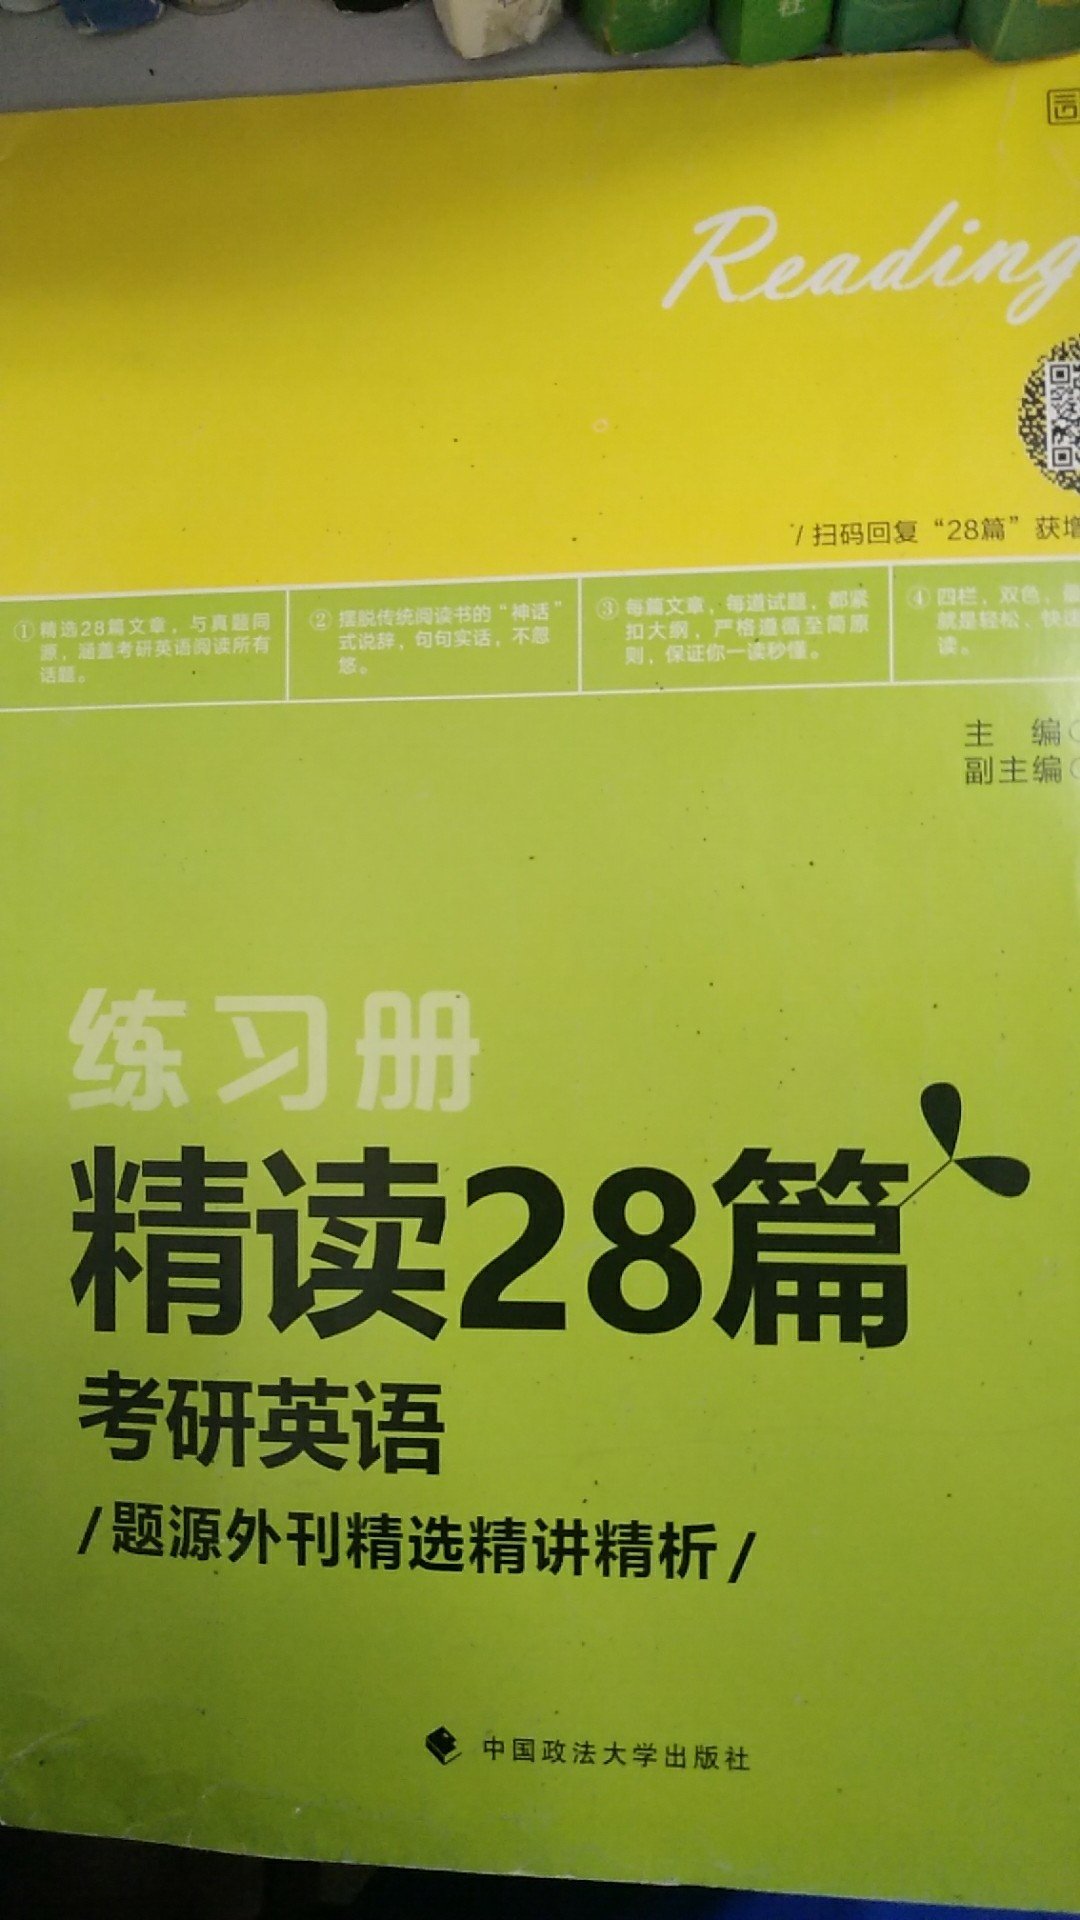 社
Reading
/ 扫码回复“28篇”获增
① 精选28篇文章，与真题同
源，涵盖考研英语阅读所有
话题。
② 摆脱传统阅读书的“神话”
式说辞，句句实话，不忽
悠。
③ 每篇文章，每道试题，都紧
扣大纲，严格遵循至简原
则，保证你一读秒懂。
④ 四栏，双色，
就是轻松、快速
读。
主 编
副主编
练习册
精读28篇
考研英语
/题源外刊精选精讲精析/
中国政法大学出版社